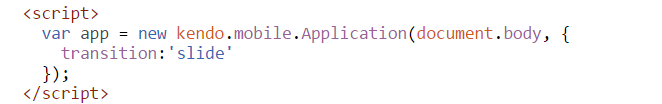 <script>
var app = new kendo.mobile.Application(document.body, {
transition:'slide'
});
</script>